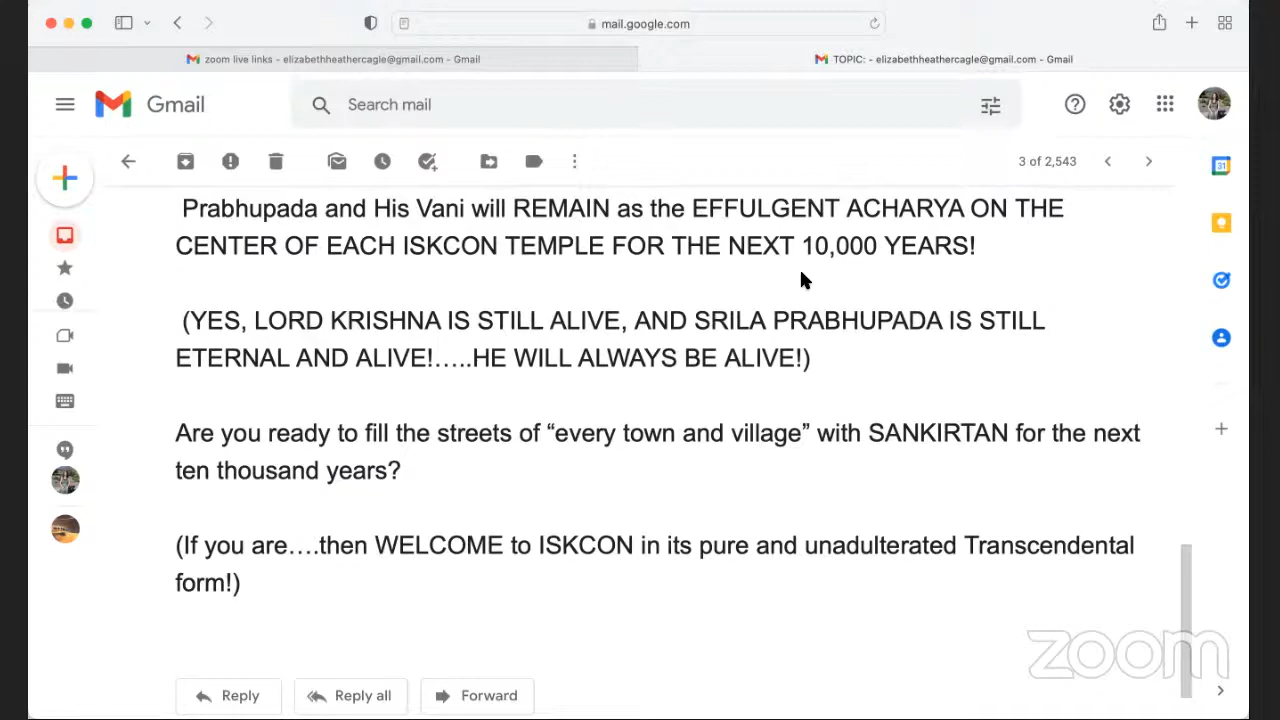 mail.google.com
zoom live links - elizabethheathercagle@gmail.com - Gmail
TOPIC: - elizabethheathercagle@gmail.com - Gmail
Gmail
Search mail
3 of 2,543
31
Prabhupada and His Vani will REMAIN as the EFFULGENT ACHARYA ON THE
CENTER OF EACH ISKCON TEMPLE FOR THE NEXT 10,000 YEARS!
(YES, LORD KRISHNA IS STILL ALIVE, AND SRILA PRABHUPADA IS STILL
ETERNAL AND ALIVE!…..HE WILL ALWAYS BE ALIVE!)
Are you ready to fill the streets of “every town and village” with SANKIRTAN for the next
ten thousand years?
(If you are….then WELCOME to ISKCON in its pure and unadulterated Transcendental
form!)
zoom
Reply
Reply all
Forward